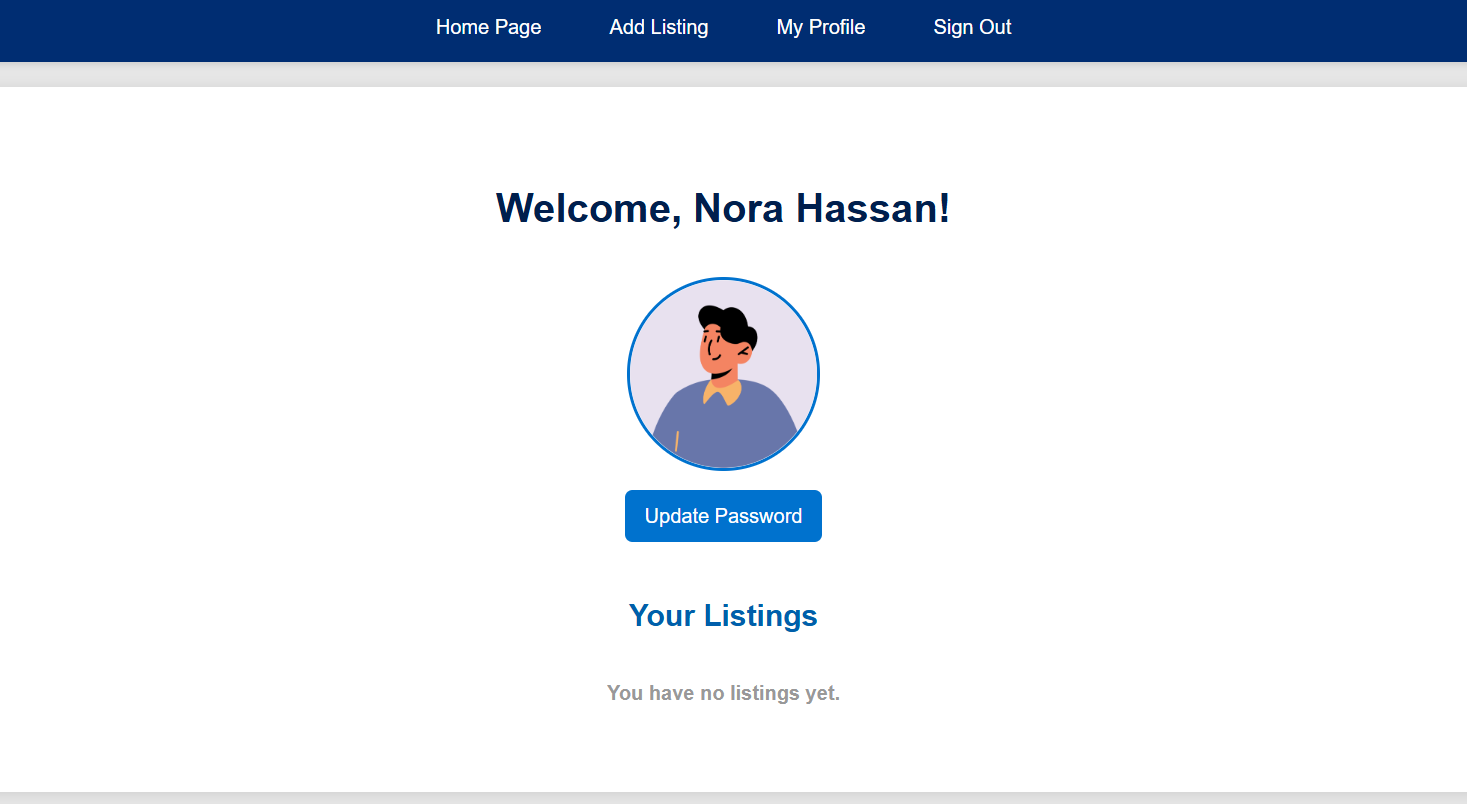 Home Page Add Listing My Profile Sign Out
Welcome, Nora Hassan!
Update Password
Your Listings
You have no listings yet.